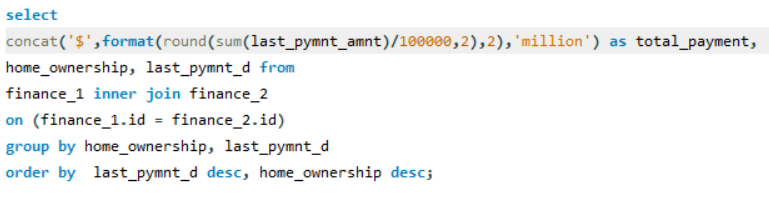 select
concat('$',format(round(sum(last_pymnt_amnt)/100000,2),2),'million') as total_payment,
home_ownership, last_pymnt_d from
finance_1 inner join finance_2
on (finance_1.id = finance_2.id)
group by home_ownership, last_pymnt_d
order by  last_pymnt_d desc, home_ownership desc;